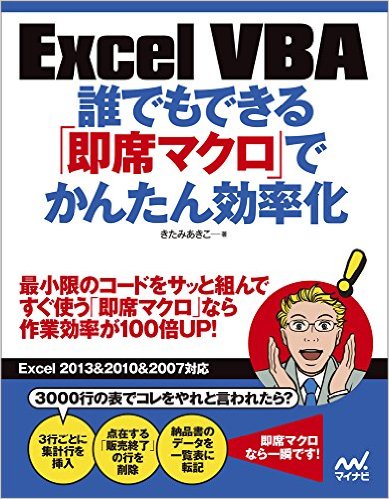 Excel VBA
誰でもできる
「即席マクロ」で
かんたん効率化
きたみあきこ―著
最小限のコードをサッと組んで
すぐ使う「即席マクロ」なら
作業効率が100倍UP!
Excel 2013&2010&2007対応
3000行の表でコレをやれと言われたら?
3行ごとに
集計行を
挿入
点在する
「販売終了」
の行を
削除
納品書の
データを
一覧表に
転記
即席マクロ
なら一瞬です!
マイナビ